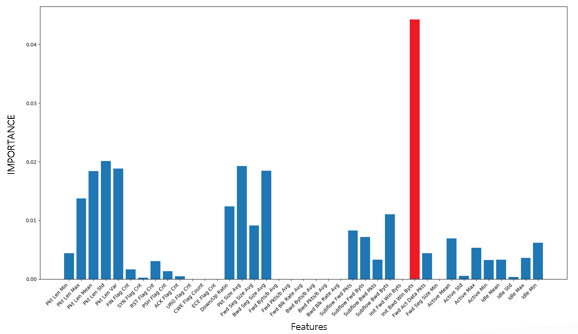 0.04
0.03
0.02
0.01
0.00
IMPORTANCE
Pkt Len Min
Pkt Len Max
Pkt Len Mean
Pkt Len Std
Pkt Len Var
FIN Flag Cnt
SYN Flag Cnt
RST Flag Cnt
PSH Flag Cnt
ACK Flag Cnt
URG Flag Cnt
CWE Flag Count
ECE Flag Cnt
Down/Up Ratio
Pkt Size Avg
Fwd Seg Size Avg
Bwd Seg Size Avg
Fwd Byts/b Avg
Fwd Pkts/b Avg
Fwd Blk Rate Avg
Bwd Byts/b Avg
Bwd Pkts/b Avg
Bwd Blk Rate Avg
Subflow Fwd Pkts
Subflow Fwd Byts
Subflow Bwd Pkts
Subflow Bwd Byts
Init Fwd Win Byts
Init Bwd Win Byts
Fwd Act Data Pkts
Fwd Seg Size Min
Active Mean
Active Std
Active Max
Active Min
Idle Mean
Idle Std
Idle Max
Idle Min
Features